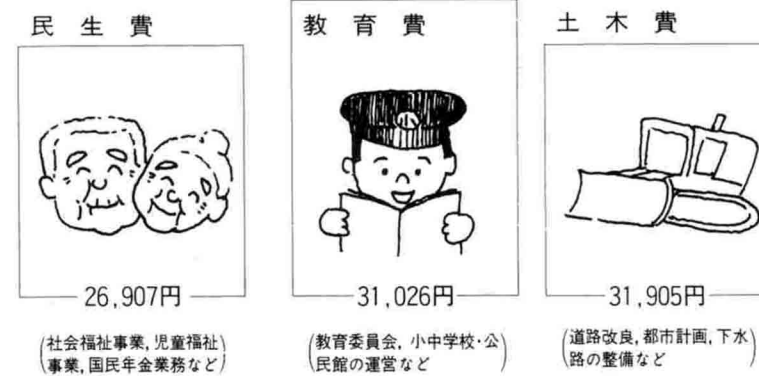 民生費
小
26,907円
(社会福祉事業,児童福祉
事業,国民年金業務など)
教育費
31,026円
(教育委員会,小中学校・公
民館の運営など)
土木費
31,905円
(道路改良,都市計画,下水
路の整備など)